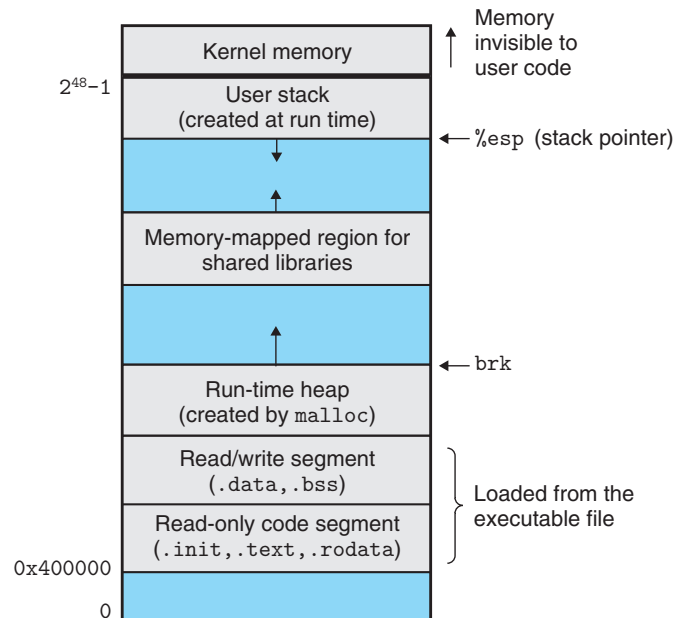 Memory
invisible to
user code
Kernel memory
2⁴⁸−1
User stack
(created at run time)
%esp (stack pointer)
Memory-mapped region for
shared libraries
brk
Run-time heap
(created by malloc)
Read/write segment
(.data,.bss)
Loaded from the
executable file
Read-only code segment
(.init,.text,.rodata)
0x400000
0